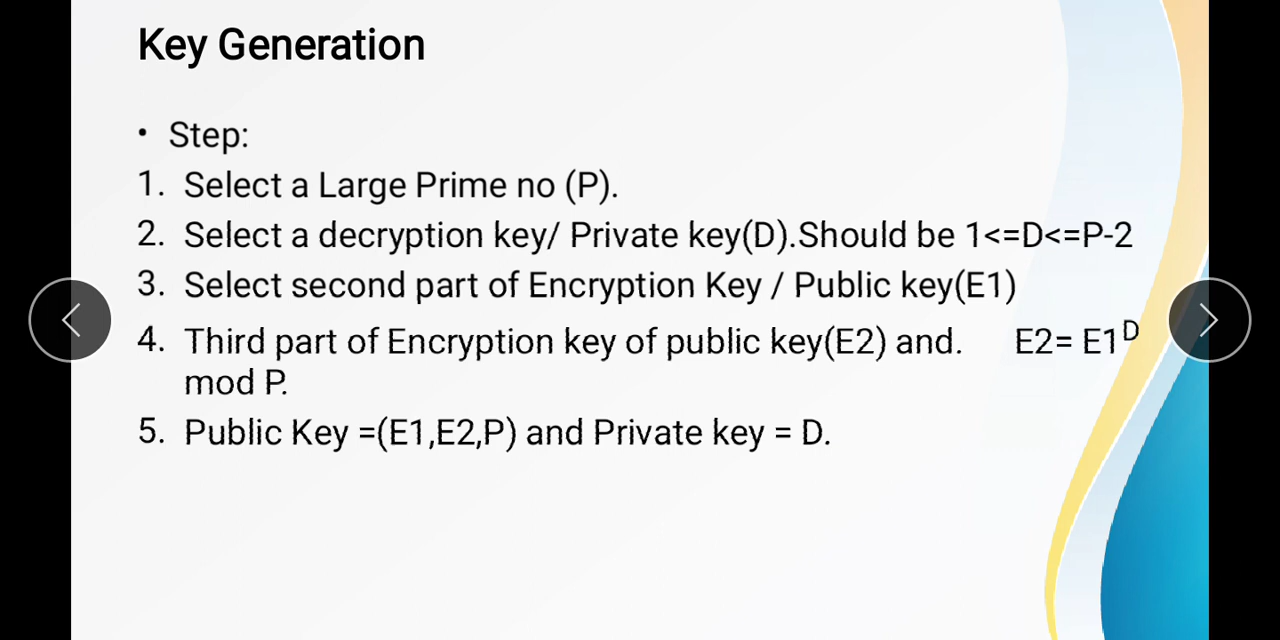 Key Generation
• Step:
1. Select a Large Prime no (P).
2. Select a decryption key/ Private key(D).Should be 1<=D<=P-2
3. Select second part of Encryption Key / Public key(E1)
4. Third part of Encryption key of public key(E2) and. E2= E1^D
mod P.
5. Public Key =(E1,E2,P) and Private key = D.